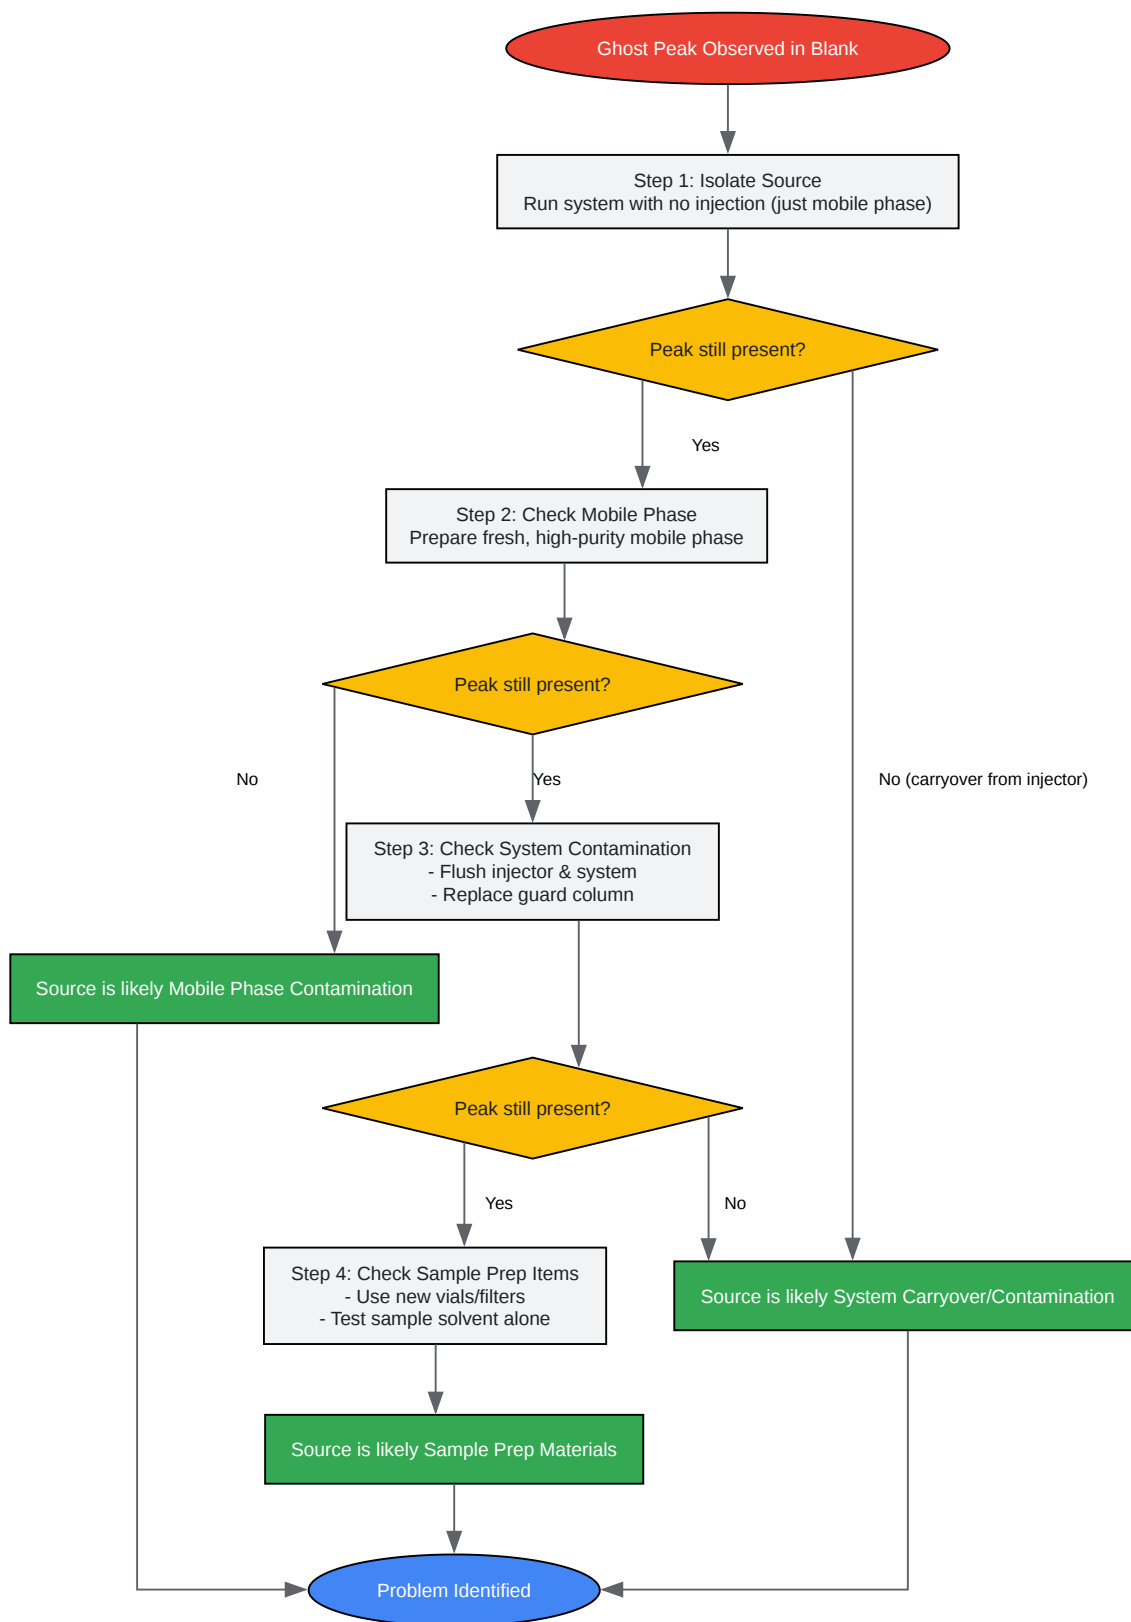 Ghost Peak Observed in Blank
Step 1: Isolate Source
Run system with no injection (just mobile phase)
Peak still present?
Yes
Step 2: Check Mobile Phase
Prepare fresh, high-purity mobile phase
Peak still present?
No
Yes
No (carryover from injector)
Step 3: Check System Contamination
- Flush injector & system
- Replace guard column
Source is likely Mobile Phase Contamination
Peak still present?
Yes
No
Step 4: Check Sample Prep Items
- Use new vials/filters
- Test sample solvent alone
Source is likely System Carryover/Contamination
Source is likely Sample Prep Materials
Problem Identified